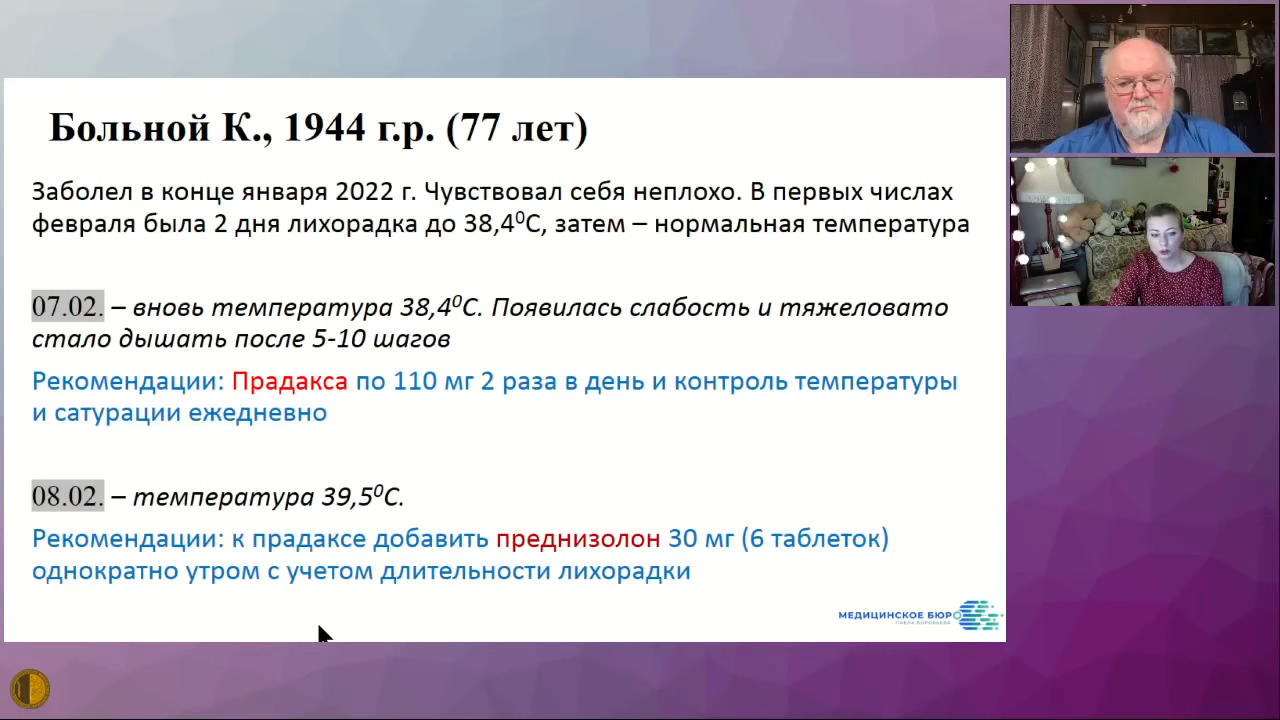 Больной К., 1944 г.р. (77 лет)
Заболел в конце января 2022 г. Чувствовал себя неплохо. В первых числах
февраля была 2 дня лихорадка до 38,4⁰С, затем – нормальная температура
07.02. – вновь температура 38,4⁰С. Появилась слабость и тяжеловато
стало дышать после 5-10 шагов
Рекомендации: Прадакса по 110 мг 2 раза в день и контроль температуры
и сатурации ежедневно
08.02. – температура 39,5⁰С.
Рекомендации: к прадаксе добавить преднизолон 30 мг (6 таблеток)
однократно утром с учетом длительности лихорадки
МЕДИЦИНСКОЕ БЮРО
ПАВЛА ВОРОБЬЕВА